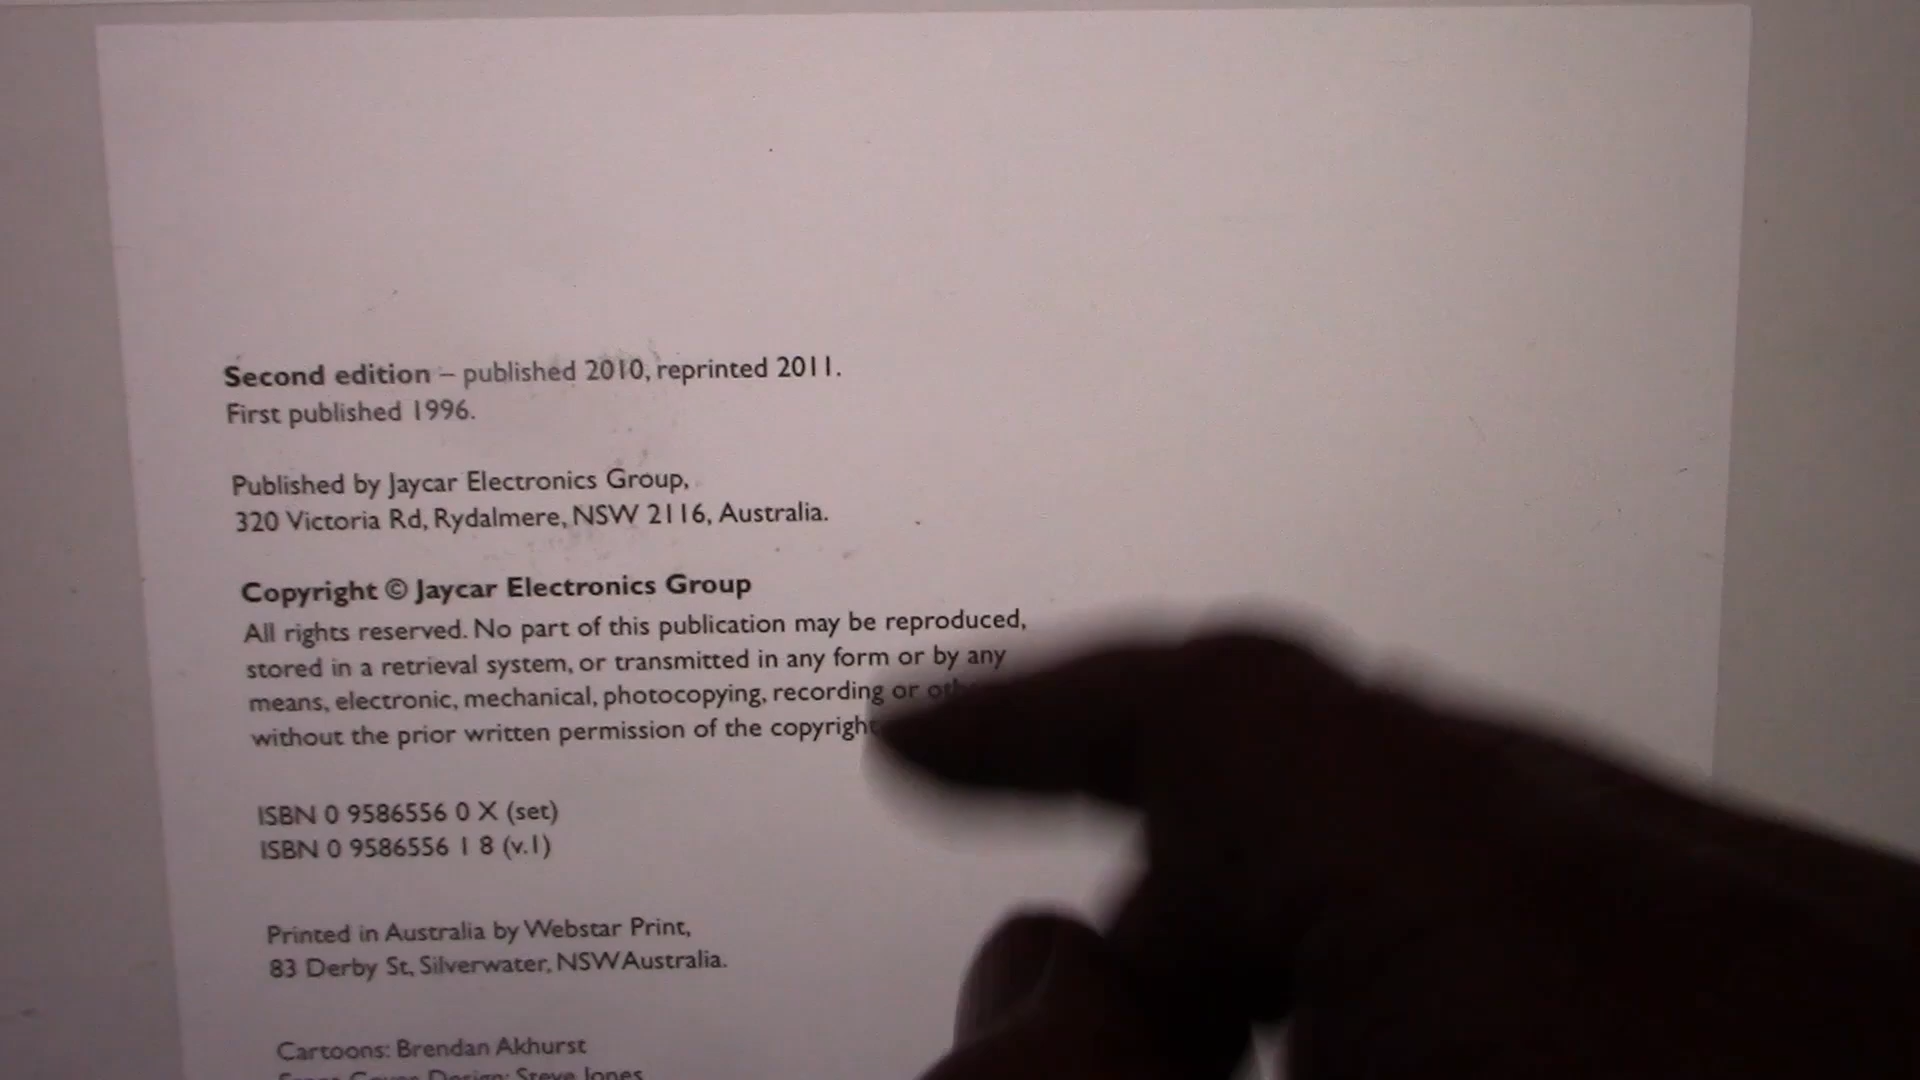 Second edition – published 2010, reprinted 2011.
First published 1996.
Published by Jaycar Electronics Group,
320 Victoria Rd, Rydalmere, NSW 2116, Australia.
Copyright © Jaycar Electronics Group
All rights reserved. No part of this publication may be reproduced,
stored in a retrieval system, or transmitted in any form or by any
means, electronic, mechanical, photocopying, recording or
without the prior written permission of the copyright
ISBN 0 9586556 0 X (set)
ISBN 0 9586556 1 8 (v.1)
Printed in Australia by Webstar Print,
83 Derby St, Silverwater, NSW Australia.
Cartoons: Brendan Akhurst
Cover Design: Steve Jones